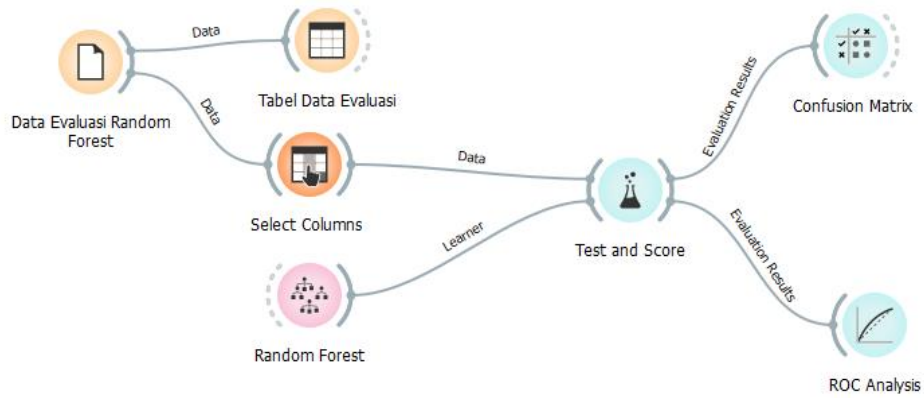 Data
Tabel Data Evaluasi
Data Evaluasi Random
Forest
Data
Select Columns
Data
Learner
Random Forest
Test and Score
Evaluation Results
Confusion Matrix
Evaluation Results
ROC Analysis